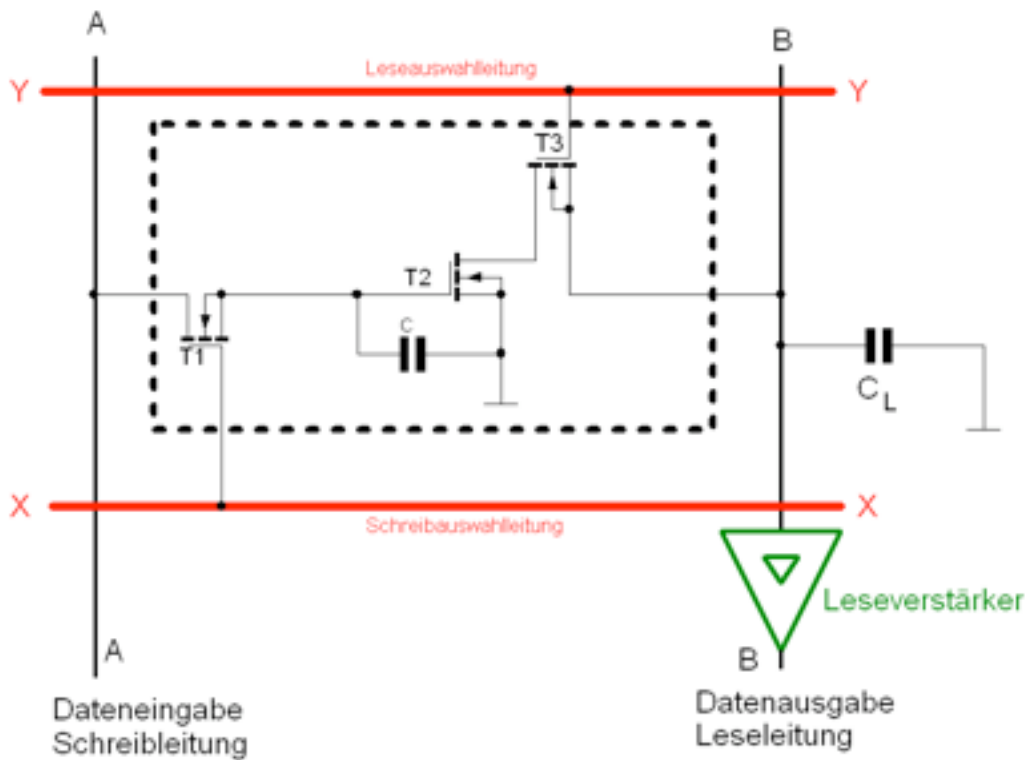 A
B
Leseauswahlleitung
Y
Y
T3
T2
C
T1
C L
X
X
Schreibauswahlleitung
Leseverstärker
A
B
Dateneingabe
Schreibleitung
Datenausgabe
Leseleitung